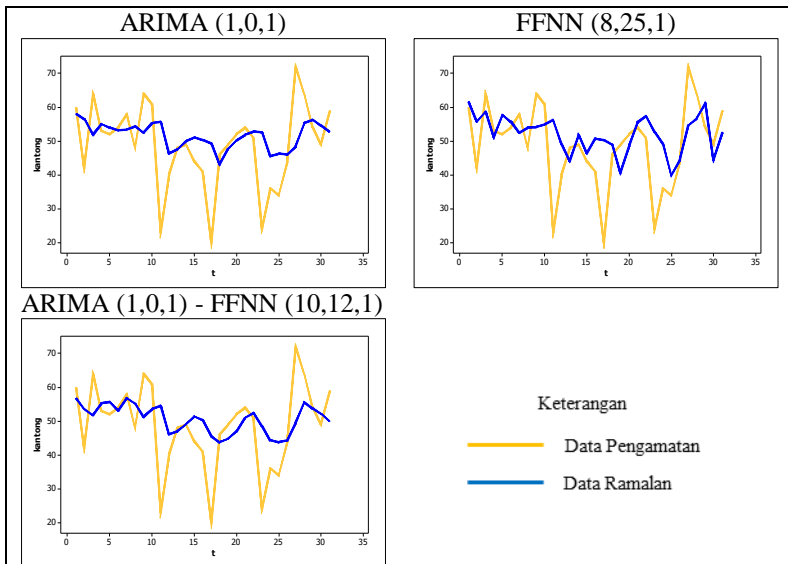 ARIMA (1,0,1)
FFNN (8,25,1)
kantong
70
60
50
40
30
20
0 5 10 15 20 25 30 35
t
kantong
70
60
50
40
30
20
0 5 10 15 20 25 30 35
t
ARIMA (1,0,1) - FFNN (10,12,1)
kantong
70
60
50
40
30
20
0 5 10 15 20 25 30 35
t
Keterangan
Data Pengamatan
Data Ramalan